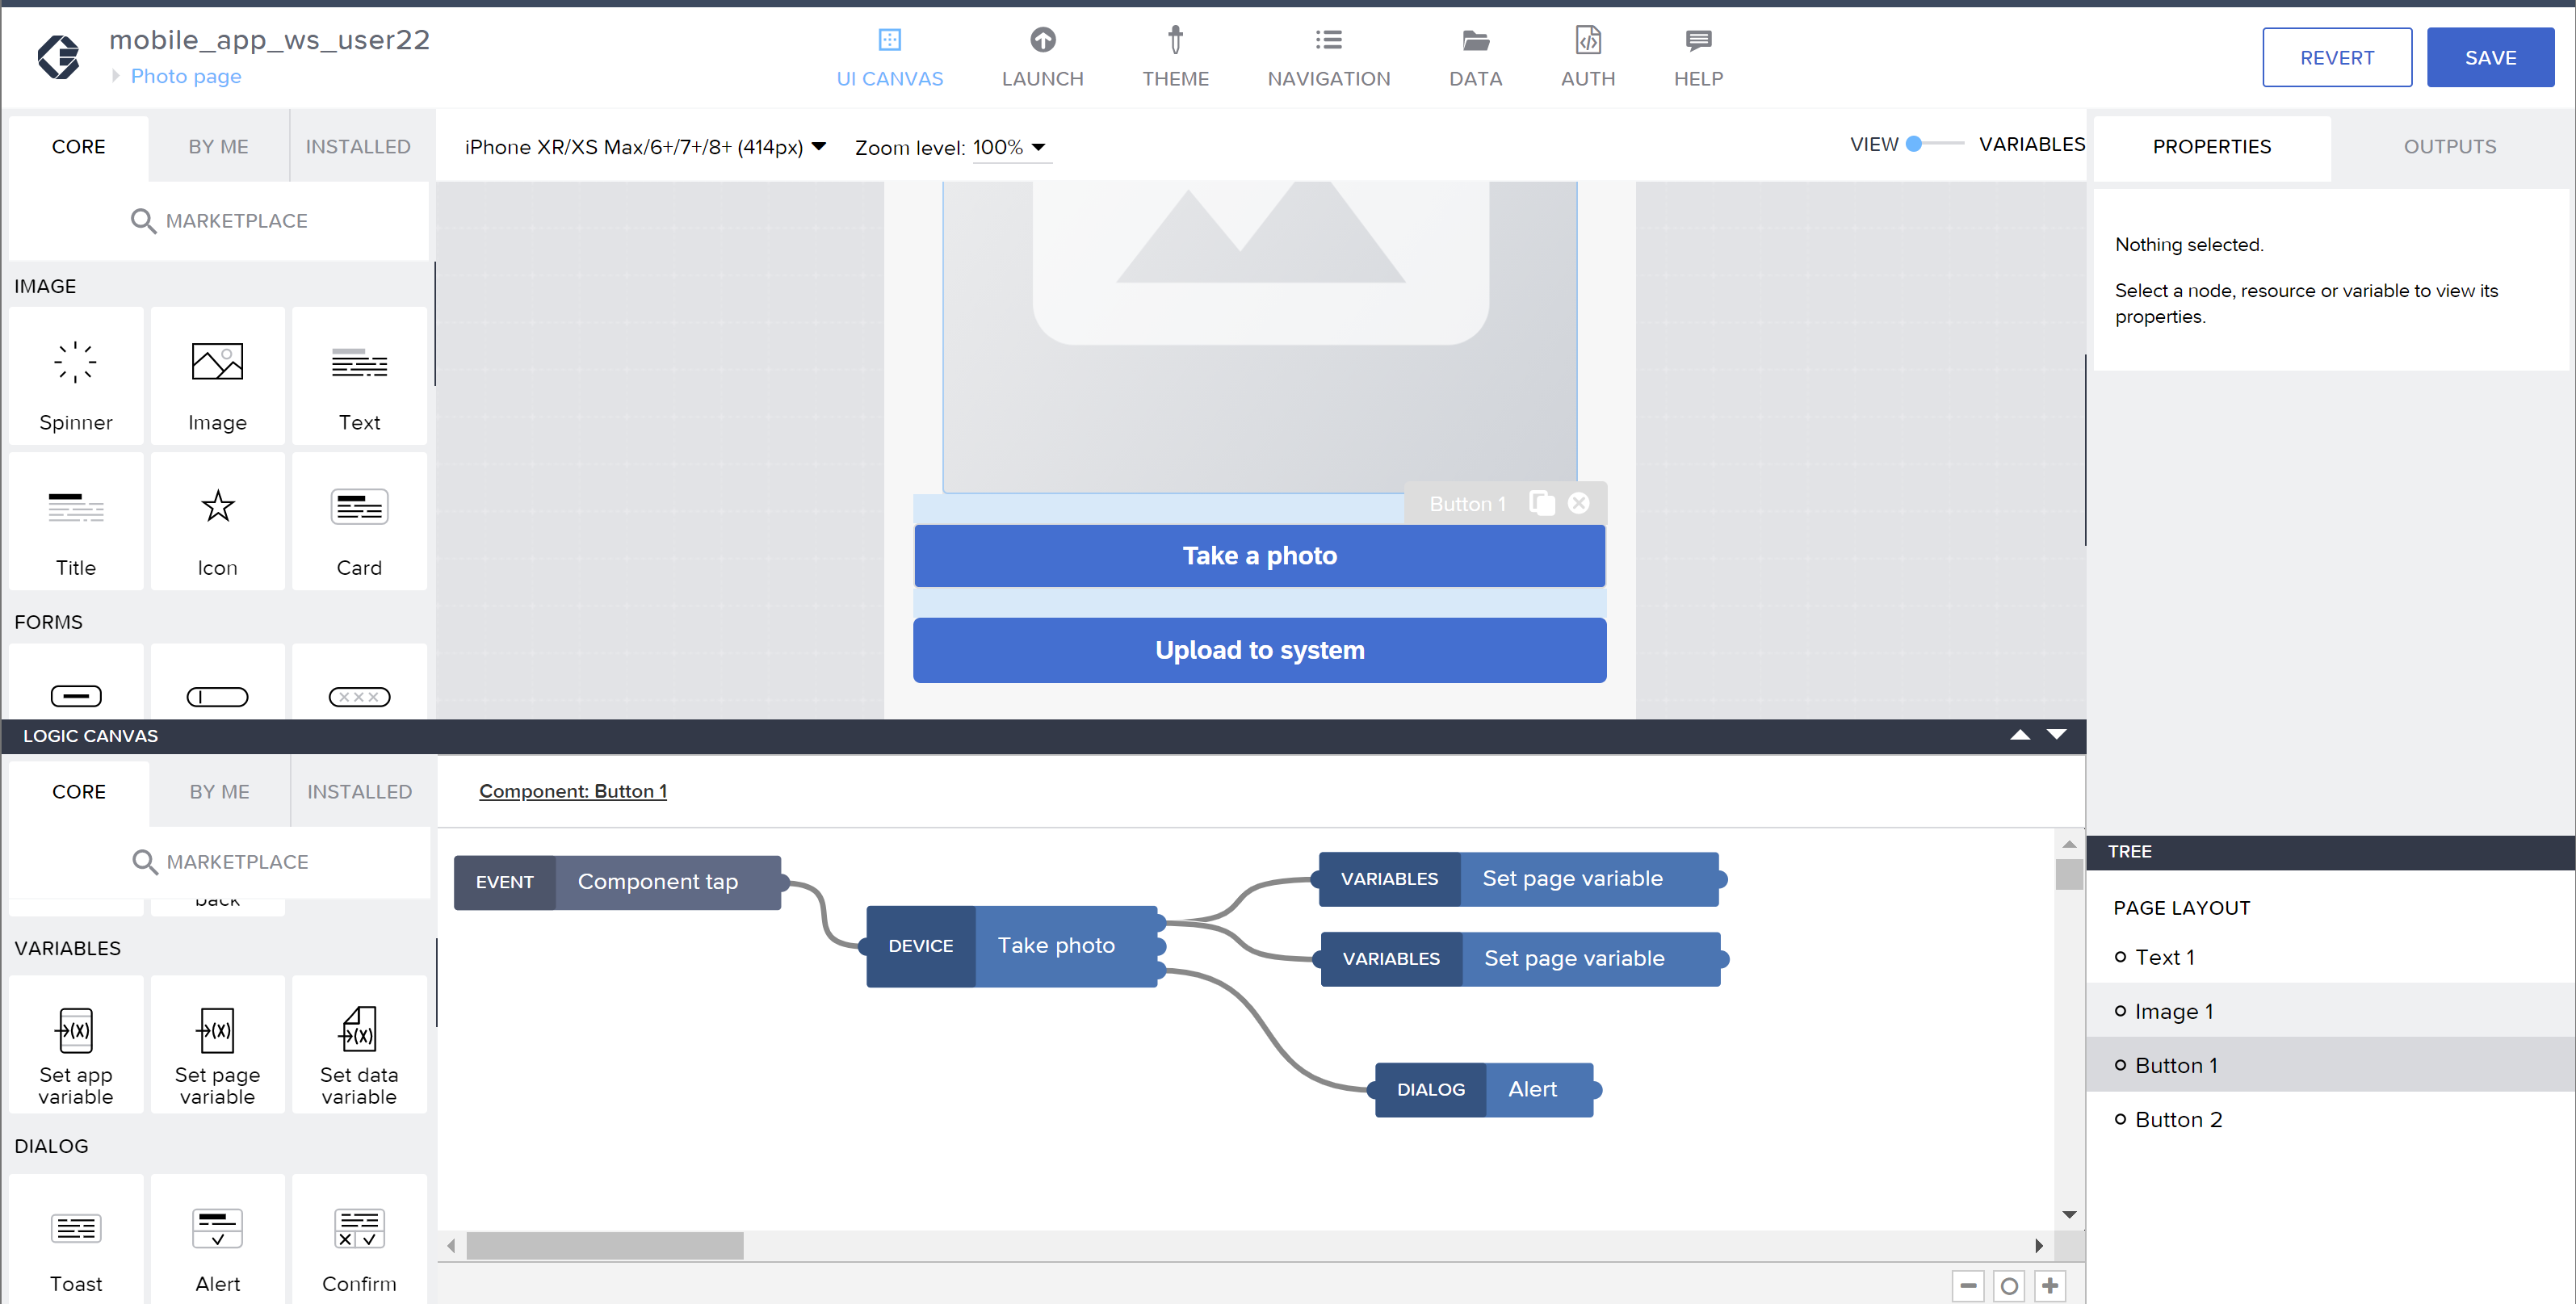 mobile_app_ws_user22
Photo page
UI CANVAS
LAUNCH
THEME
NAVIGATION
DATA
AUTH
HELP
REVERT
SAVE
CORE
BY ME
INSTALLED
MARKETPLACE
iPhone XR/XS Max/6+/7+/8+ (414px)
Zoom level: 100%
VIEW
VARIABLES
PROPERTIES
OUTPUTS
Nothing selected.
Select a node, resource or variable to view its
properties.
IMAGE
Spinner
Image
Text
Title
Icon
Card
FORMS
Button 1
Take a photo
Upload to system
LOGIC CANVAS
CORE
BY ME
INSTALLED
MARKETPLACE
back
VARIABLES
Set app
variable
Set page
variable
Set data
variable
DIALOG
Toast
Alert
Confirm
Component: Button 1
EVENT
Component tap
DEVICE
Take photo
VARIABLES
Set page variable
VARIABLES
Set page variable
DIALOG
Alert
TREE
PAGE LAYOUT
Text 1
Image 1
Button 1
Button 2